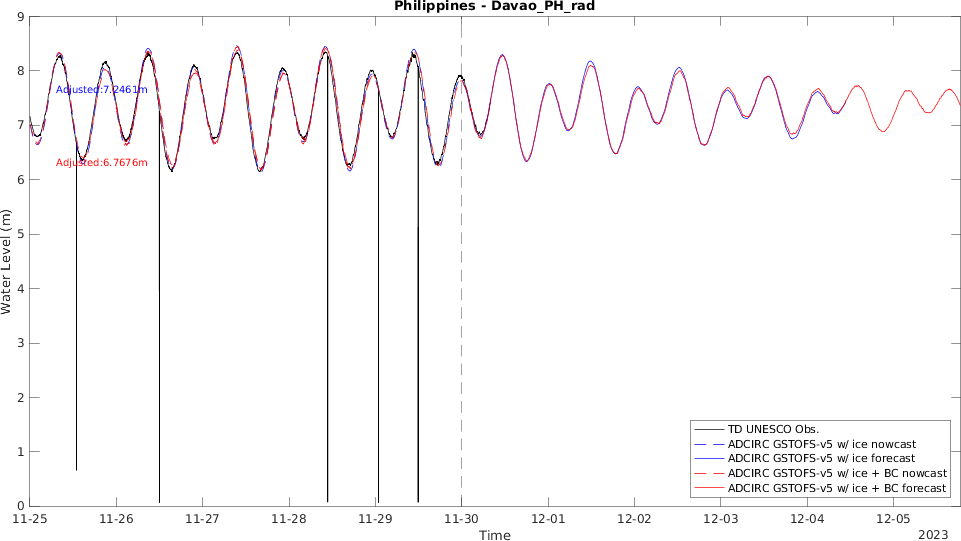 Philippines - Davao_PH_rad
9
8
7
6
5
4
3
2
1
0
Water Level (m)
Adjusted:7.2461m
Adjusted:6.7676m
TD UNESCO Obs.
ADCIRC GSTOFS-v5 w/ ice nowcast
ADCIRC GSTOFS-v5 w/ ice forecast
ADCIRC GSTOFS-v5 w/ ice + BC nowcast
ADCIRC GSTOFS-v5 w/ ice + BC forecast
11-25 11-26 11-27 11-28 11-29 11-30 12-01 12-02 12-03 12-04 12-05
Time
2023